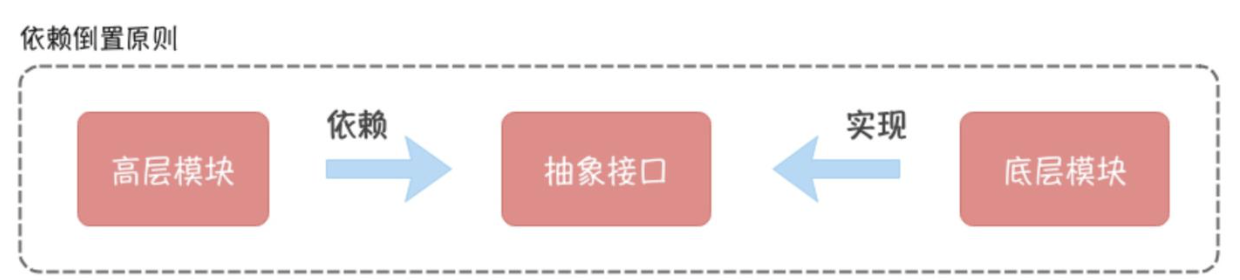 依赖倒置原则
依赖
实现
高层模块
抽象接口
底层模块